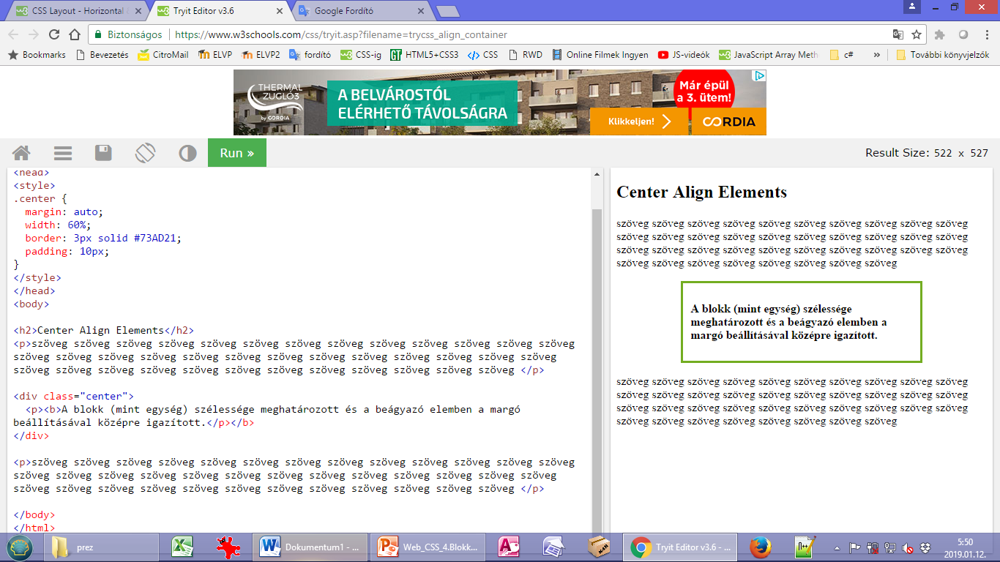 CSS Layout - Horizontal &
Tryit Editor v3.6
Google Fordító
Biztonságos
https://www.w3schools.com/css/tryit.asp?filename=trycss_align_container
Bookmarks
Bevezetés
CitroMail
ELVP
ELVP2
fordító
CSS-ig
HTML5+CSS3
CSS
RWD
Online Filmek Ingyen
JS-videók
JavaScript Array Meth
c#
»
További könyvjelzők
THERMAL
ZUGLÓ3
by CORDIA
A BELVÁROSTÓL
ELÉRHETŐ TÁVOLSÁGRA
Már épül
a 3. ütem!
Klikkeljen!
CORDIA
Run »
Result Size: 522 x 527
<head>
<style>
.center {
  margin: auto;
  width: 60%;
  border: 3px solid #73AD21;
  padding: 10px;
}
</style>
</head>
<body>
<h2>Center Align Elements</h2>
<p>szöveg szöveg szöveg szöveg szöveg szöveg szöveg szöveg szöveg szöveg szöveg szöveg szöveg
szöveg szöveg szöveg szöveg szöveg szöveg szöveg szöveg szöveg szöveg szöveg szöveg szöveg
szöveg szöveg szöveg szöveg szöveg szöveg szöveg szöveg szöveg szöveg szöveg szöveg </p>
<div class="center">
  <p><b>A blokk (mint egység) szélessége meghatározott és a beágyazó elemben a margó
beállításával középre igazított.</p></b>
</div>
<p>szöveg szöveg szöveg szöveg szöveg szöveg szöveg szöveg szöveg szöveg szöveg szöveg szöveg
szöveg szöveg szöveg szöveg szöveg szöveg szöveg szöveg szöveg szöveg szöveg szöveg szöveg
szöveg szöveg szöveg szöveg szöveg szöveg szöveg szöveg szöveg szöveg szöveg szöveg </p>
</body>
</html>
Center Align Elements
szöveg szöveg szöveg szöveg szöveg szöveg szöveg szöveg szöveg szöveg
szöveg szöveg szöveg szöveg szöveg szöveg szöveg szöveg szöveg szöveg
szöveg szöveg szöveg szöveg szöveg szöveg szöveg szöveg szöveg szöveg
szöveg szöveg szöveg szöveg szöveg szöveg szöveg szöveg
A blokk (mint egység) szélessége
meghatározott és a beágyazó elemben a
margó beállításával középre igazított.
szöveg szöveg szöveg szöveg szöveg szöveg szöveg szöveg szöveg szöveg
szöveg szöveg szöveg szöveg szöveg szöveg szöveg szöveg szöveg szöveg
szöveg szöveg szöveg szöveg szöveg szöveg szöveg szöveg szöveg szöveg
szöveg szöveg szöveg szöveg szöveg szöveg szöveg szöveg
prez
Dokumentum1 - ...
Web_CSS_4.Blokk...
Tryit Editor v3.6 - ...
5:50
2019.01.12.